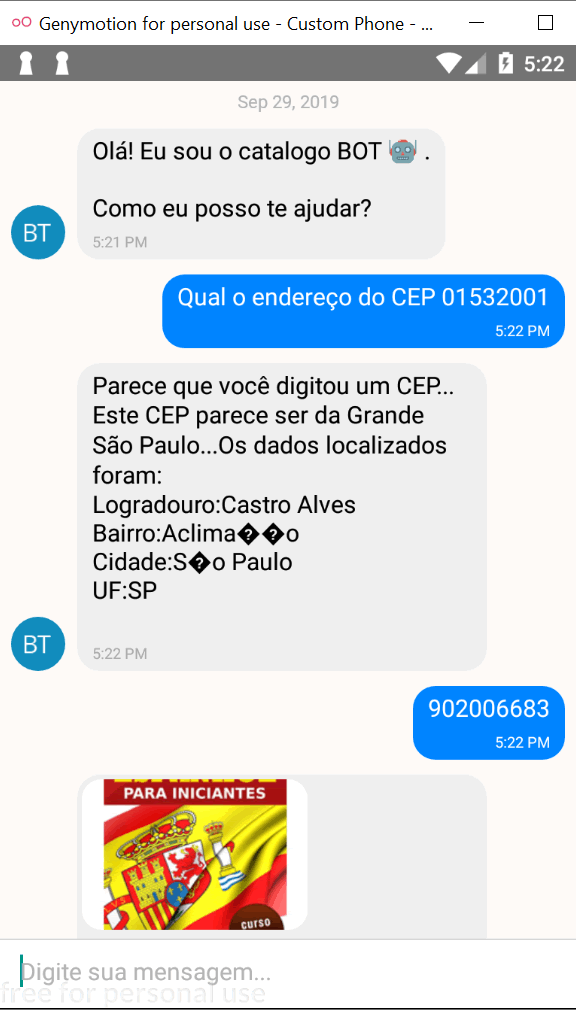 Genymotion for personal use - Custom Phone - ...
5:22
Sep 29, 2019
Olá! Eu sou o catalogo BOT 🤖 .
Como eu posso te ajudar?
5:21 PM
BT
Qual o endereço do CEP 01532001
5:22 PM
Parece que você digitou um CEP...
Este CEP parece ser da Grande
São Paulo...Os dados localizados
foram:
Logradouro:Castro Alves
Bairro:Aclima��o
Cidade:S�o Paulo
UF:SP
5:22 PM
BT
902006683
5:22 PM
PARA INICIANTES
curso
Digite sua mensagem...
free for personal use